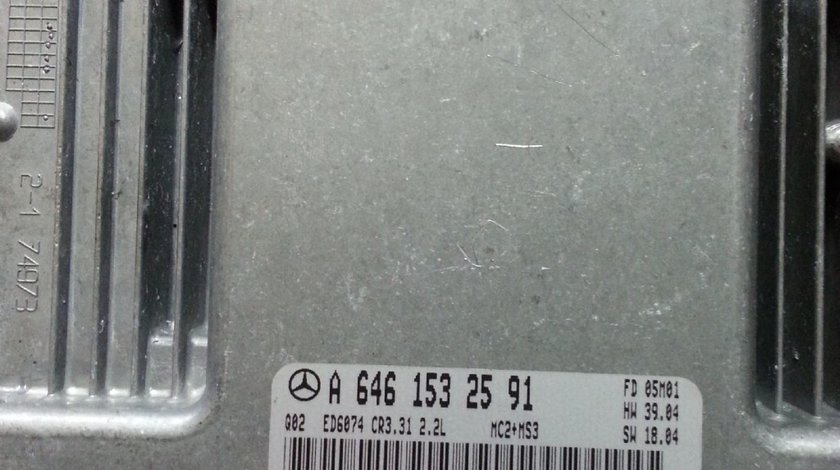 2-1 74973
A 646 153 25 91
FD 05M01
HW 39.04
Q02 ED6074 CR3.31 2.2L MC2+MS3
SW 18.04